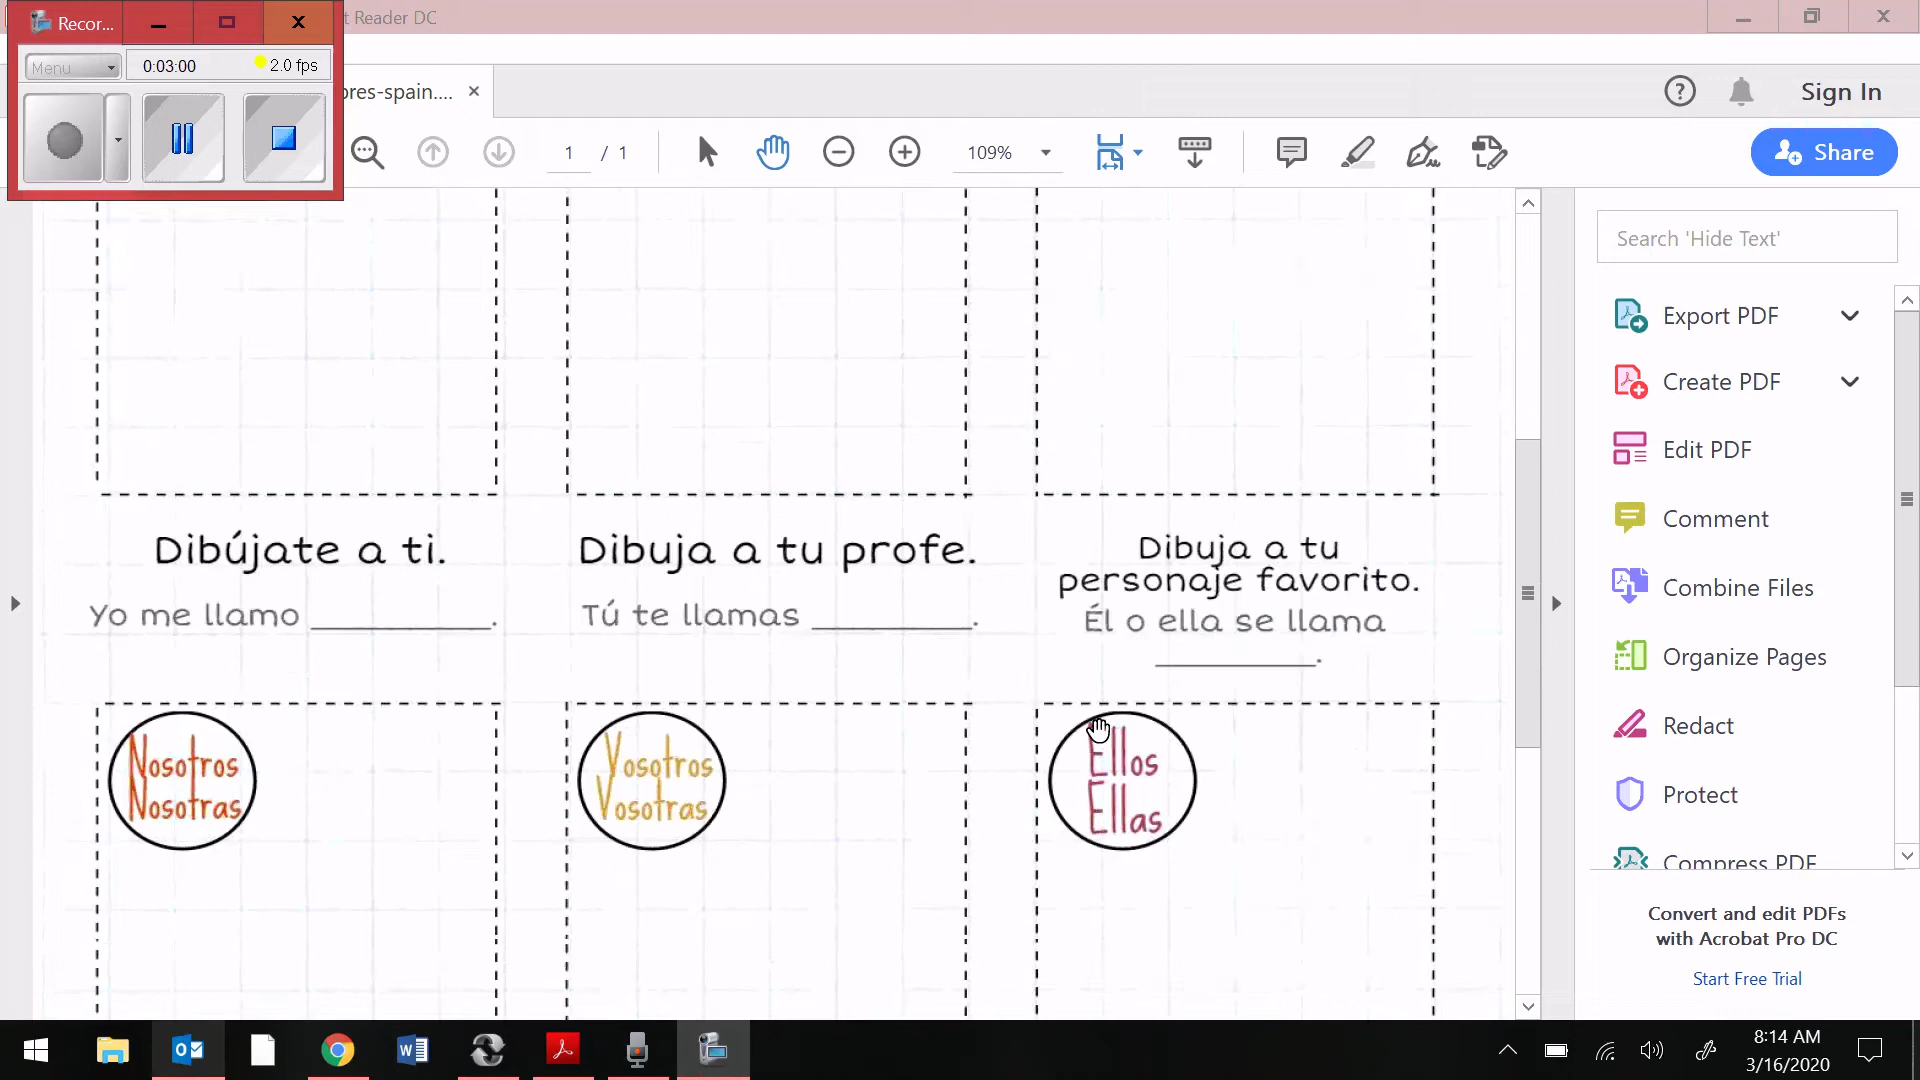 Recor...
t Reader DC
Menu
0:03:00
2.0 fps
ores-spain....
Sign In
1 / 1
109%
Share
Search 'Hide Text'
Export PDF
Create PDF
Edit PDF
Comment
Combine Files
Organize Pages
Redact
Protect
Compress PDF
Convert and edit PDFs
with Acrobat Pro DC
Start Free Trial
Dibújate a ti.
Yo me llamo __________.
Dibuja a tu profe.
Tú te llamas _________.
Dibuja a tu
personaje favorito.
Él o ella se llama
_________.
Nosotros
Nosotras
Vosotros
Vosotras
Ellos
Ellas
8:14 AM
3/16/2020